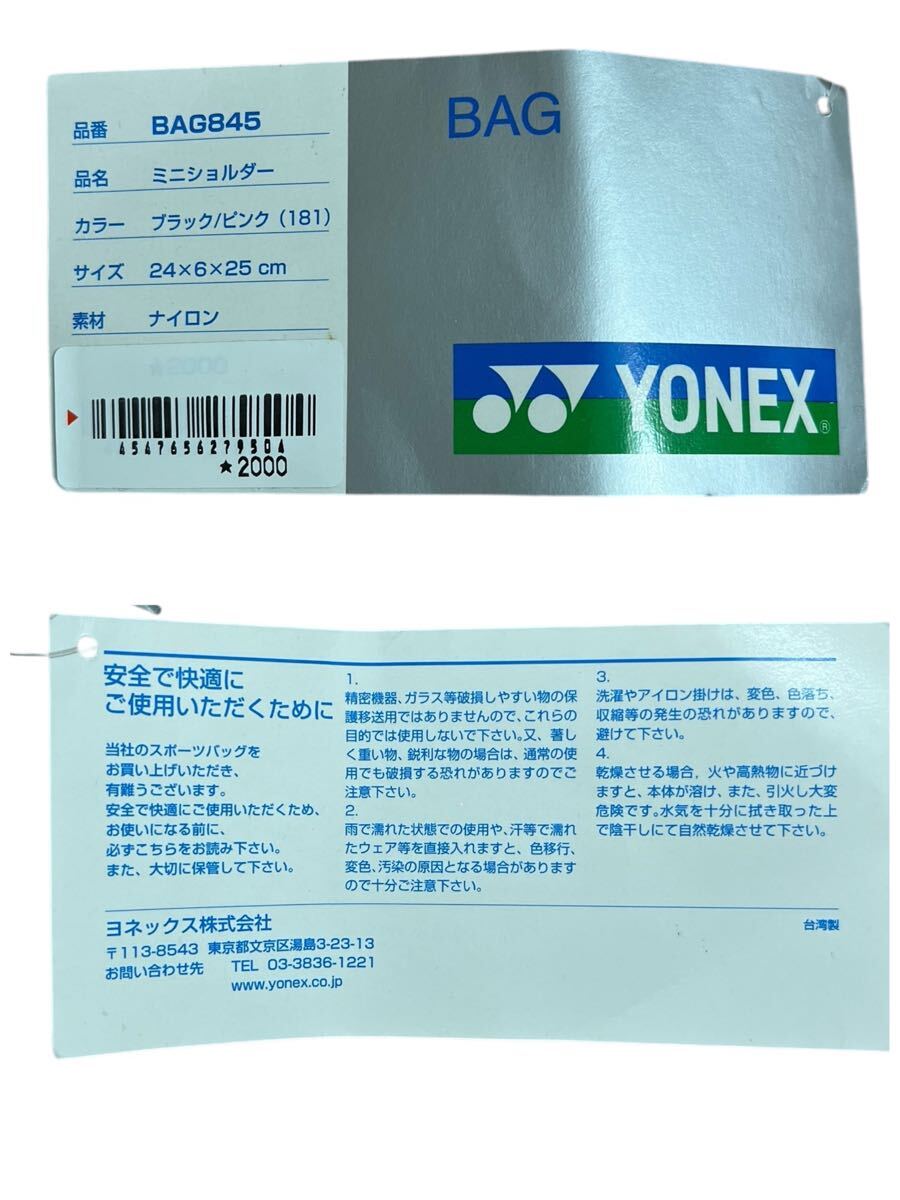 品番 BAG845
品名 ミニショルダー
カラー ブラック/ピンク（181）
サイズ 24×6×25 cm
素材 ナイロン
4547656279504
★2000
BAG
YONEX®
安全で快適に
ご使用いただくために
当社のスポーツバッグを
お買い上げいただき、
有難うございます。
安全で快適にご使用いただくため、
お使いになる前に、
必ずこちらをお読み下さい。
また、大切に保管して下さい。
1.
精密機器、ガラス等破損しやすい物の保
護移送用ではありませんので、これらの
目的では使用しないで下さい。又、著し
く重い物、鋭利な物の場合は、通常の使
用でも破損する恐れがありますのでご
注意下さい。
2.
雨で濡れた状態での使用や、汗等で濡れ
たウェア等を直接入れますと、色移行、
変色、汚染の原因となる場合があります
ので十分ご注意下さい。
3.
洗濯やアイロン掛けは、変色、色落ち、
収縮等の発生の恐れがありますので、
避けて下さい。
4.
乾燥させる場合，火や高熱物に近づけ
ますと、本体が溶け、また、引火し大変
危険です。水気を十分に拭き取った上
で陰干しにて自然乾燥させて下さい。
ヨネックス株式会社
〒113-8543 東京都文京区湯島3-23-13
お問い合わせ先 TEL 03-3836-1221
www.yonex.co.jp
台湾製